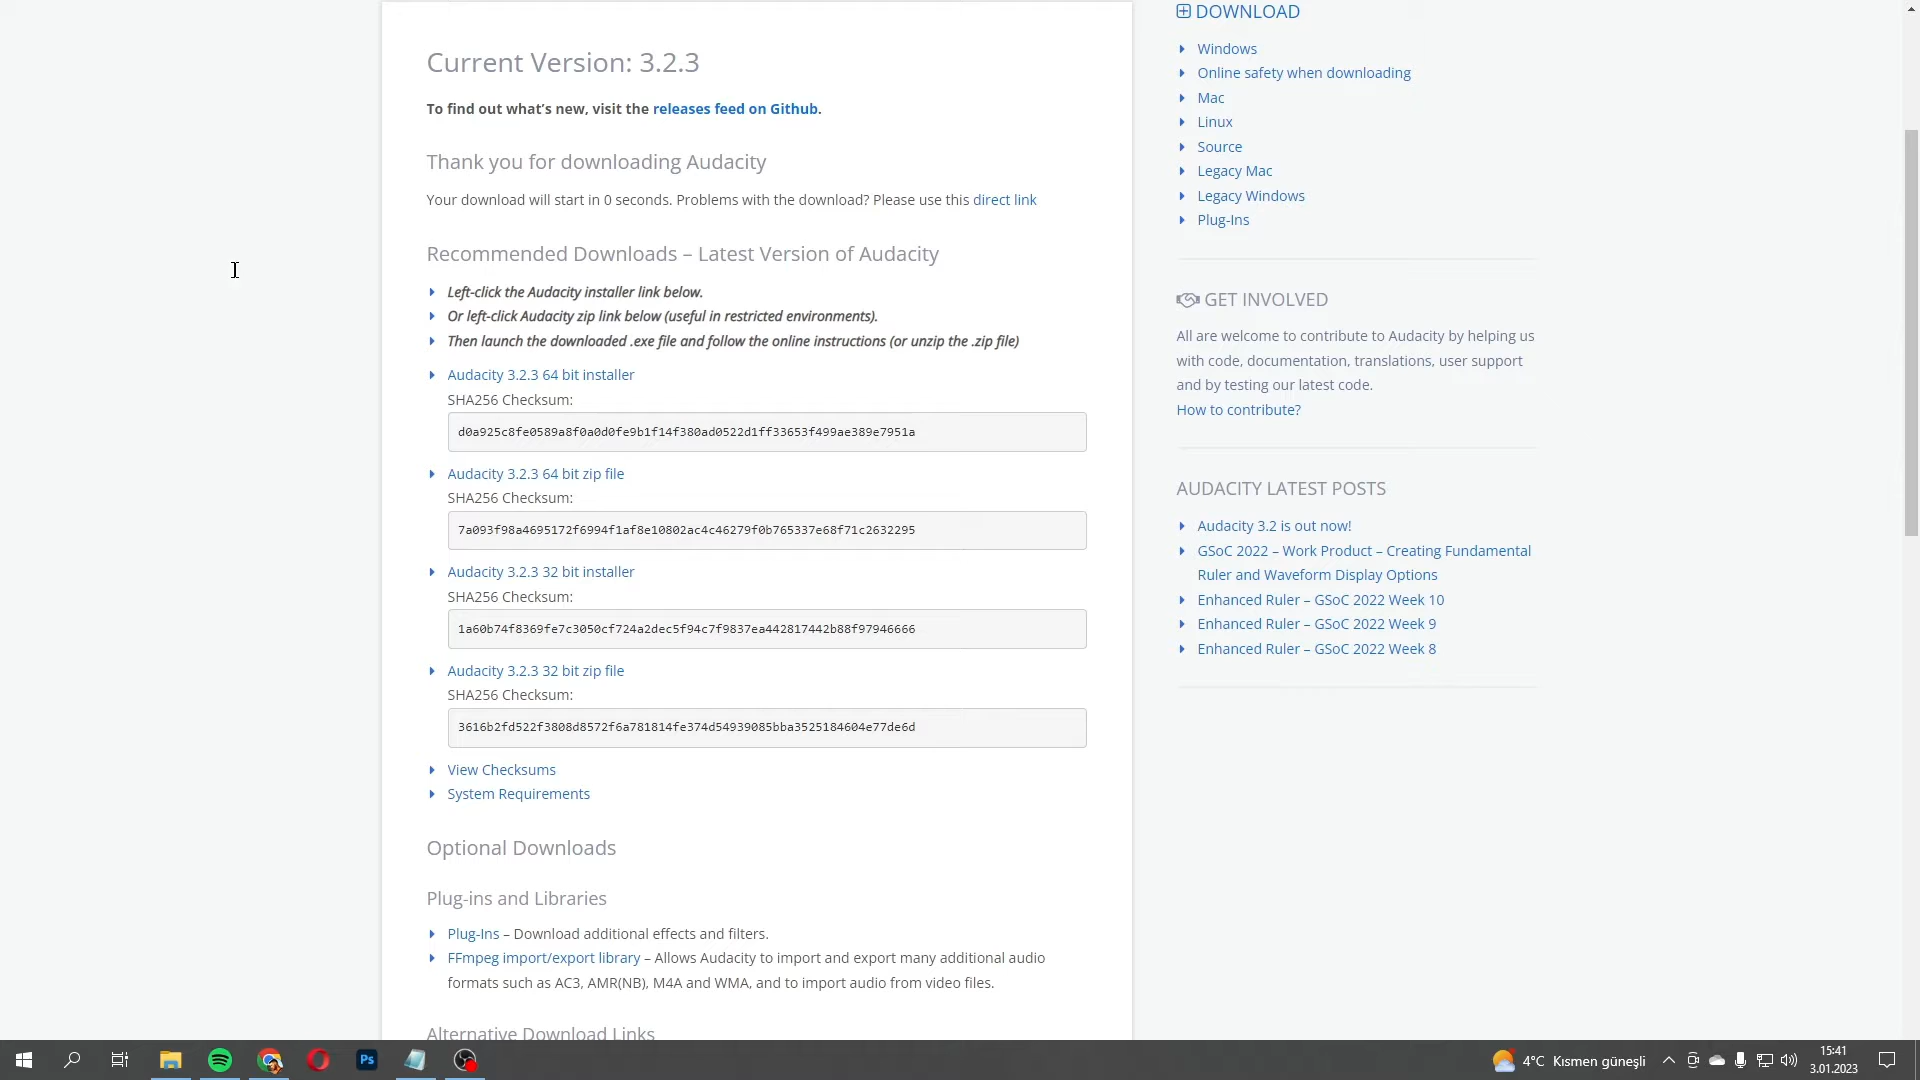 Current Version: 3.2.3
To find out what's new, visit the releases feed on Github.
Thank you for downloading Audacity
Your download will start in 0 seconds. Problems with the download? Please use this direct link
Recommended Downloads – Latest Version of Audacity
Left-click the Audacity installer link below.
Or left-click Audacity zip link below (useful in restricted environments).
Then launch the downloaded .exe file and follow the online instructions (or unzip the .zip file)
Audacity 3.2.3 64 bit installer
SHA256 Checksum:
d0a925c8fe0589a8f0a0d0fe9b1f14f380ad0522d1ff33653f499ae389e7951a
Audacity 3.2.3 64 bit zip file
SHA256 Checksum:
7a093f98a4695172f6994f1af8e10802ac4c46279f0b765337e68f71c2632295
Audacity 3.2.3 32 bit installer
SHA256 Checksum:
1a60b74f8369fe7c3050cf724a2dec5f94c7f9837ea442817442b88f97946666
Audacity 3.2.3 32 bit zip file
SHA256 Checksum:
3616b2fd522f3808d8572f6a781814fe374d54939085bba3525184604e77de6d
View Checksums
System Requirements
Optional Downloads
Plug-ins and Libraries
Plug-Ins – Download additional effects and filters.
FFmpeg import/export library – Allows Audacity to import and export many additional audio
formats such as AC3, AMR(NB), M4A and WMA, and to import audio from video files.
Alternative Download Links
DOWNLOAD
Windows
Online safety when downloading
Mac
Linux
Source
Legacy Mac
Legacy Windows
Plug-Ins
GET INVOLVED
All are welcome to contribute to Audacity by helping us
with code, documentation, translations, user support
and by testing our latest code.
How to contribute?
AUDACITY LATEST POSTS
Audacity 3.2 is out now!
GSoC 2022 – Work Product – Creating Fundamental
Ruler and Waveform Display Options
Enhanced Ruler – GSoC 2022 Week 10
Enhanced Ruler – GSoC 2022 Week 9
Enhanced Ruler – GSoC 2022 Week 8
Ps
4°C Kısmen güneşli
15:41
3.01.2023